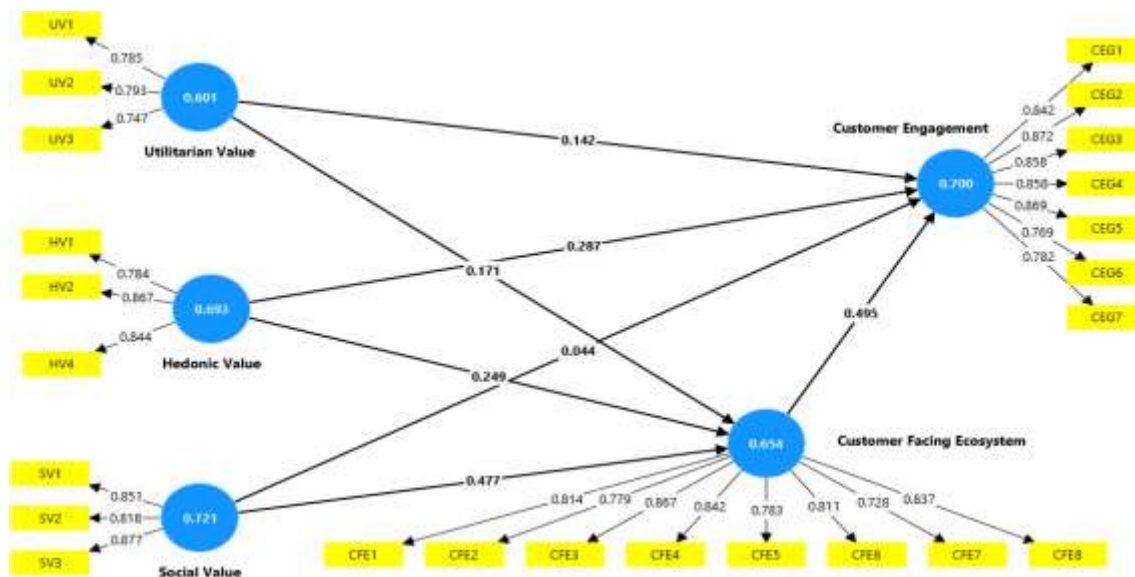 UV1
0.785
UV2
0.793
0.747
UV3
0.601
Utilitarian Value
0.142
0.171
HV1
0.784
HV2
0.867
0.844
HV4
0.693
Hedonic Value
0.287
0.249
SV1
0.851
SV2
0.818
0.877
SV3
0.721
Social Value
0.044
0.477
Customer Engagement
0.700
CEG1
0.842
CEG2
0.872
CEG3
0.858
CEG4
0.858
0.869
CEG5
0.769
CEG6
0.782
CEG7
0.495
0.654
Customer Facing Ecosystem
0.814
0.779
0.867
0.842
0.783
0.811
0.728
0.837
CFE1
CFE2
CFE3
CFE4
CFE5
CFE6
CFE7
CFE8